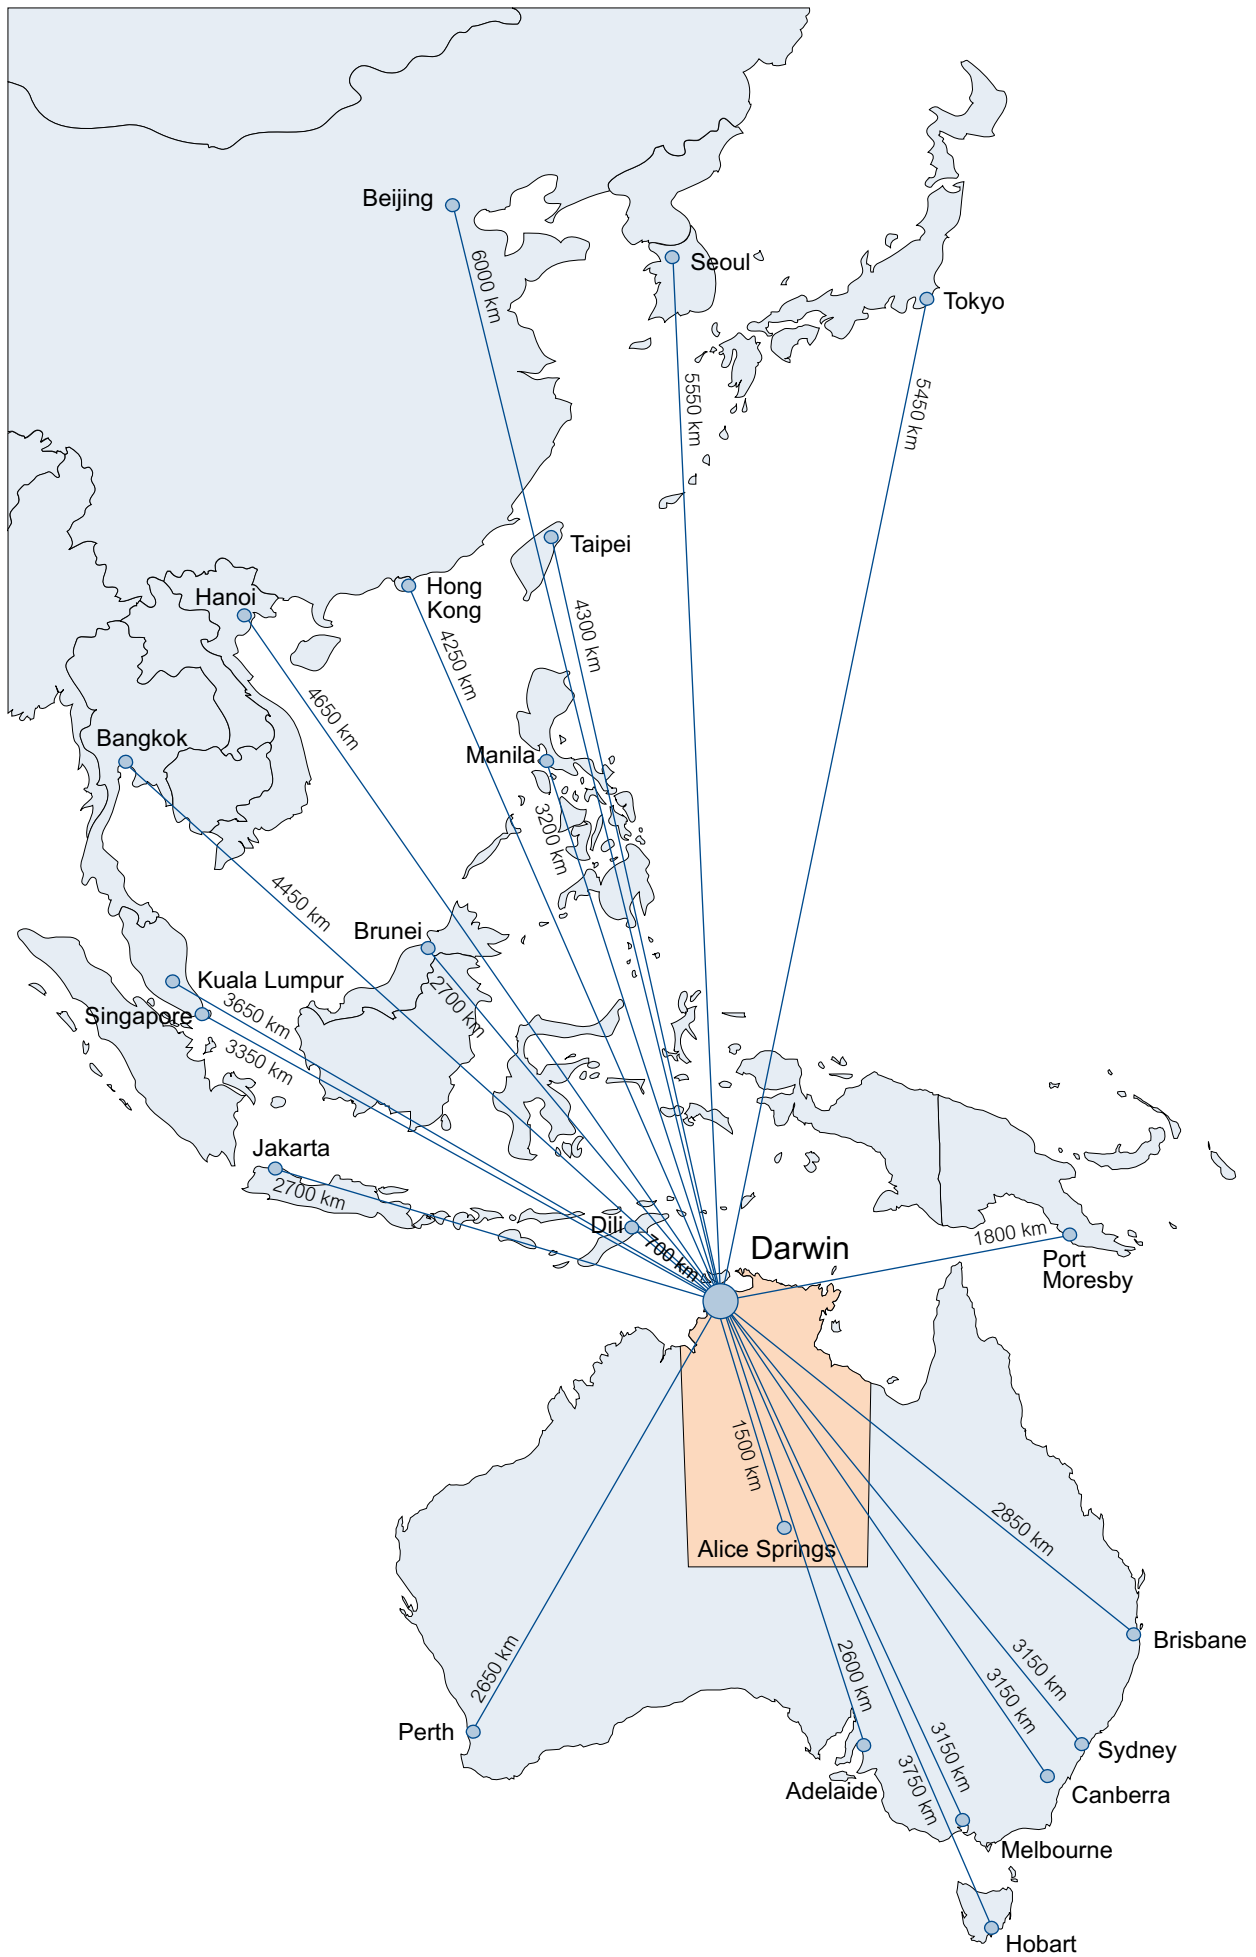 Beijing
6000 km
Seoul
Tokyo
5550 km
5450 km
Taipei
Hong
Kong
Hanoi
4300 km
4250 km
4650 km
Bangkok
Manila
3200 km
4450 km
Brunei
2700 km
Kuala Lumpur
3650 km
Singapore
3350 km
Jakarta
2700 km
Dili
700 km
Darwin
1800 km
Port
Moresby
1500 km
Alice Springs
2850 km
Brisbane
2650 km
Perth
2600 km
Adelaide
3150 km
Sydney
3150 km
Canberra
3150 km
Melbourne
3750 km
Hobart